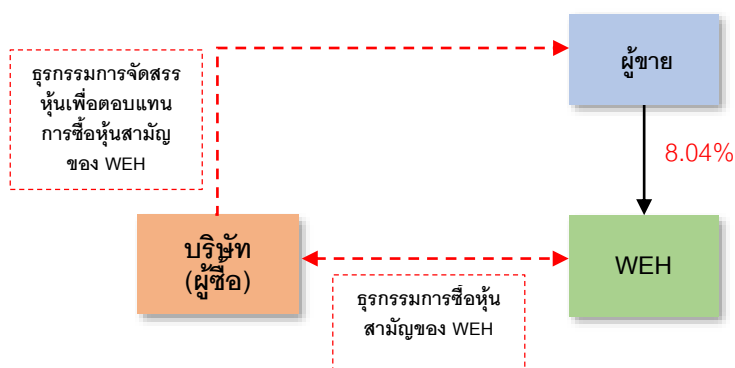 ธุรกรรมการจัดสรร
หุ้นเพื่อตอบแทน
การซื้อหุ้นสามัญ
ของ WEH
ผู้ขาย
8.04%
บริษัท
(ผู้ซื้อ)
WEH
ธุรกรรมการซื้อหุ้น
สามัญของ WEH